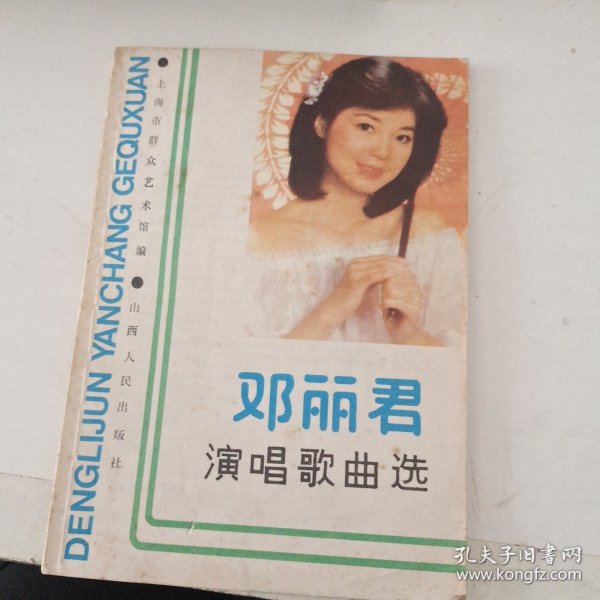 DENGLIJUN YANCHANG GEQUXUAN
●上海市群众艺术馆编●山西人民出版社
邓丽君
演唱歌曲选
孔夫子旧书网
www.kongfz.com